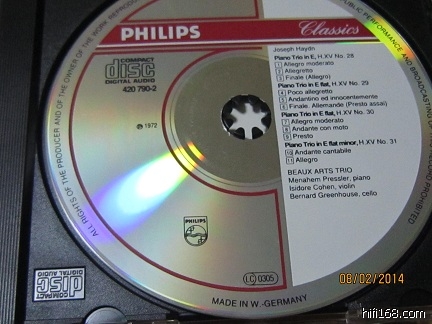 PHILIPS
Classics
COMPACT
disc
DIGITAL AUDIO
420 790-2
Joseph Haydn
Piano Trio in E, H.XV No. 28
1 Allegro moderato
2 Allegretto
3 Finale (Allegro)
Piano Trio in E flat, H.XV No. 29
4 Poco allegretto
5 Andantino ed innocentemente
6 Finale. Allemande (Presto assai)
Piano Trio in E flat, H.XV No. 30
7 Allegro moderato
8 Andante con moto
9 Presto
Piano Trio in E flat minor, H.XV No. 31
10 Andante cantabile
11 Allegro
BEAUX ARTS TRIO
Menahem Pressler, piano
Isidore Cohen, violin
Bernard Greenhouse, cello
℗ 1972
PHILIPS
LC 0305
MADE IN W.-GERMANY
ALL RIGHTS OF THE PRODUCER AND OF THE OWNER OF THE WORK REPRODUCED
PUBLIC PERFORMANCE AND BROADCASTING
PROHIBITED
COMPACT
disc
DIGITAL AUDIO
08/02/2014
hifi168.com